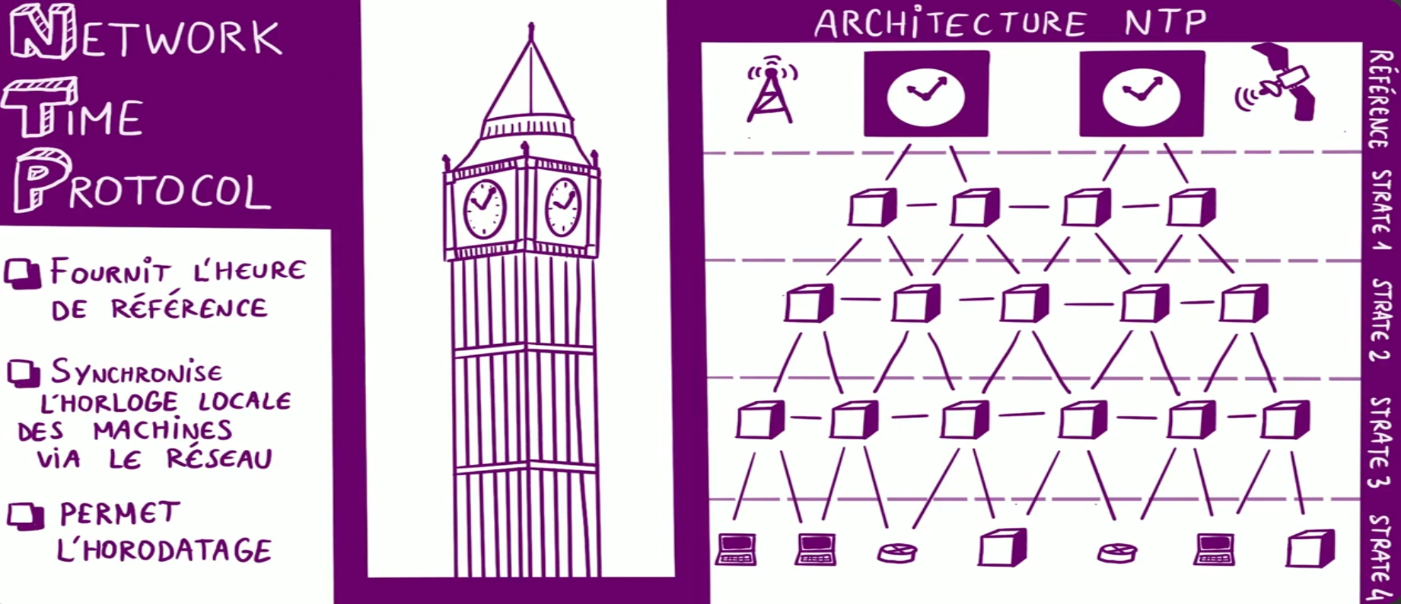 NETWORK
TIME
PROTOCOL
FOURNIT L'HEURE
DE RÉFÉRENCE
SYNCHRONISE
L'HORLOGE LOCALE
DES MACHINES
VIA LE RÉSEAU
PERMET
L'HORODATAGE
ARCHITECTURE NTP
RÉFÉRENCE
STRATE 1
STRATE 2
STRATE 3
STRATE 4